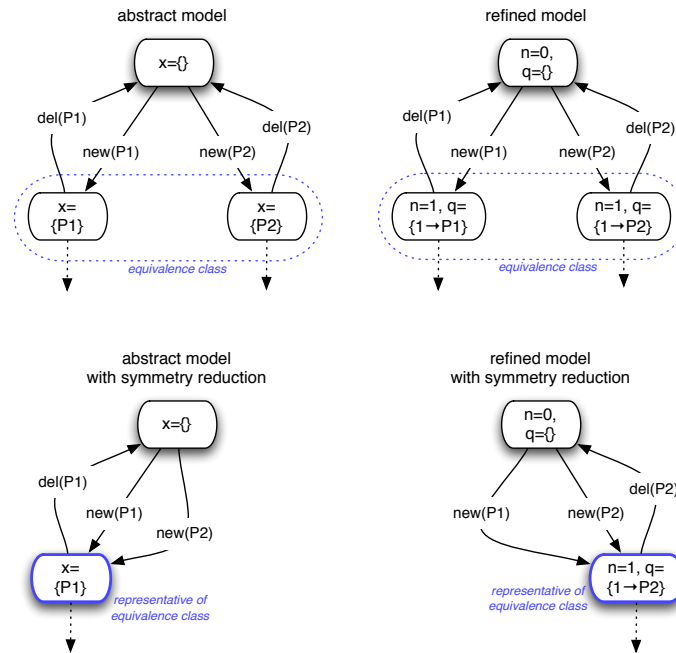 abstract model
x={}
del(P1)
new(P1)
new(P2)
del(P2)
x=
{P1}
x=
{P2}
equivalence class
refined model
n=0,
q={}
del(P1)
new(P1)
new(P2)
del(P2)
n=1, q=
{1→P1}
n=1, q=
{1→P2}
equivalence class
abstract model
with symmetry reduction
x={}
del(P1)
new(P1)
new(P2)
x=
{P1}
representative of
equivalence class
refined model
with symmetry reduction
n=0,
q={}
new(P1)
new(P2)
del(P2)
n=1, q=
{1→P2}
representative of
equivalence class